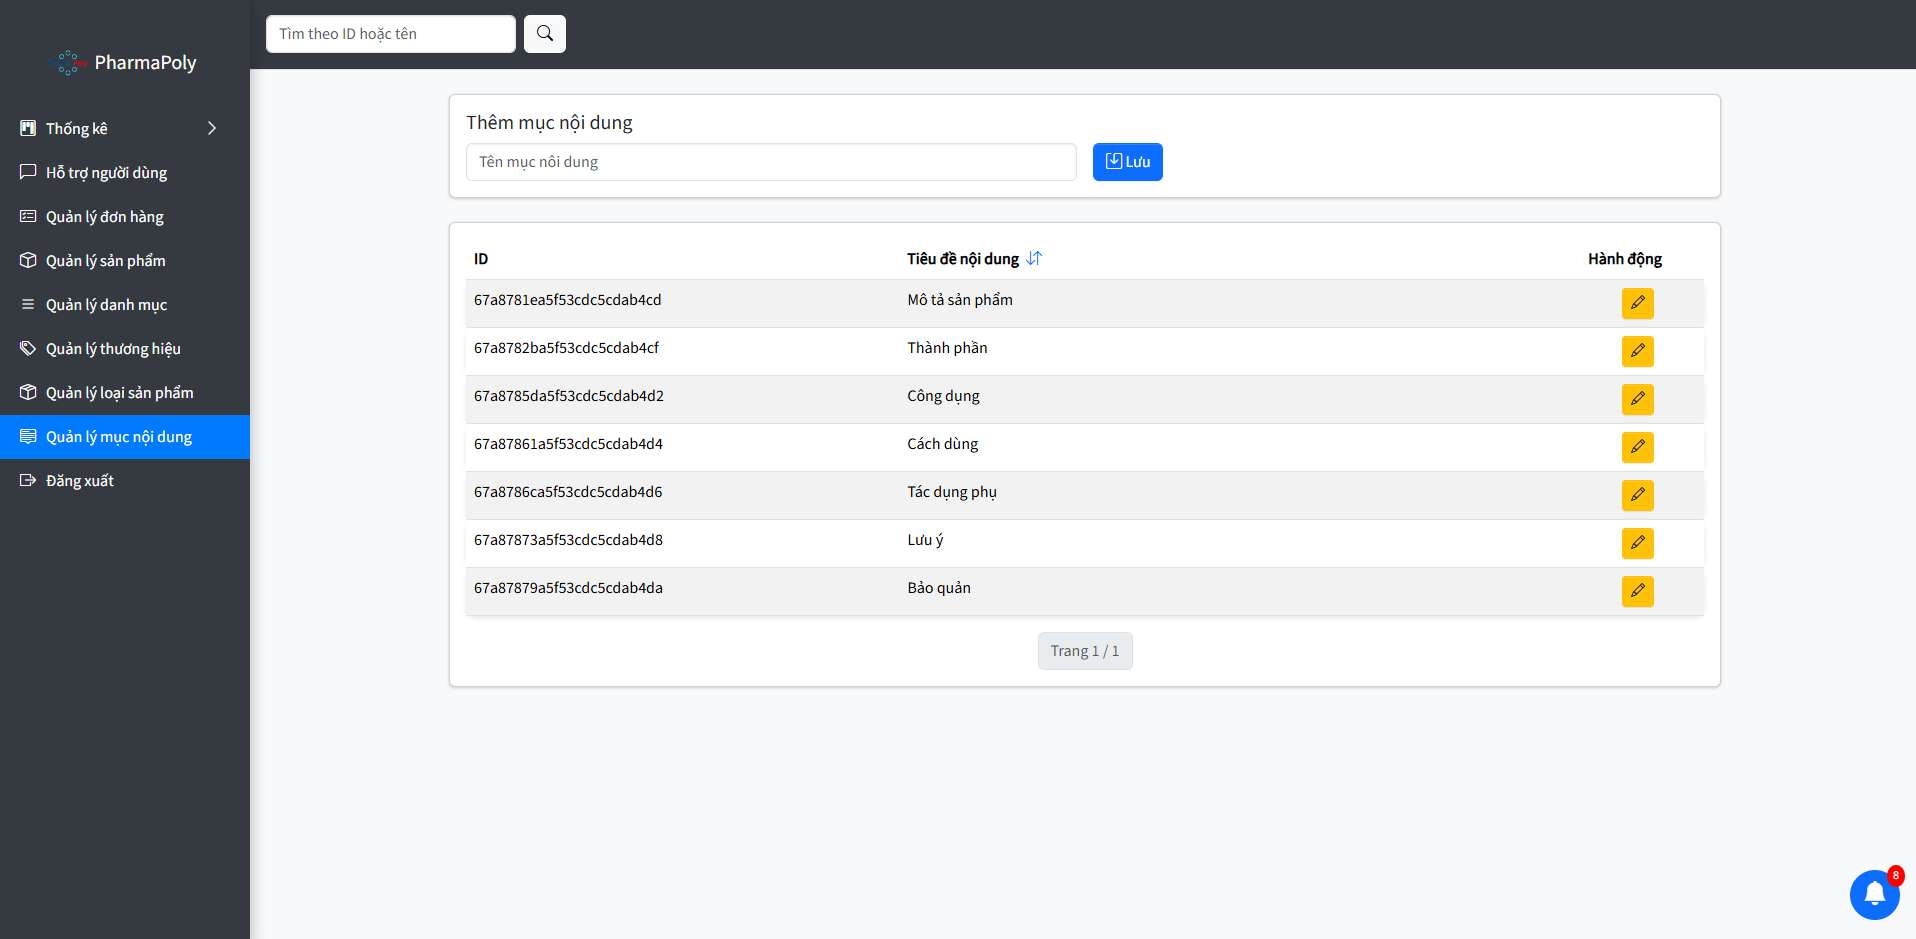 PharmaPoly
Thống kê
Hỗ trợ người dùng
Quản lý đơn hàng
Quản lý sản phẩm
Quản lý danh mục
Quản lý thương hiệu
Quản lý loại sản phẩm
Quản lý mục nội dung
Đăng xuất
Tìm theo ID hoặc tên
Thêm mục nội dung
Tên mục nôi dung
Lưu
ID Tiêu đề nội dung Hành động
67a8781ea5f53cdc5cdab4cd Mô tả sản phẩm
67a8782ba5f53cdc5cdab4cf Thành phần
67a8785da5f53cdc5cdab4d2 Công dụng
67a87861a5f53cdc5cdab4d4 Cách dùng
67a8786ca5f53cdc5cdab4d6 Tác dụng phụ
67a87873a5f53cdc5cdab4d8 Lưu ý
67a87879a5f53cdc5cdab4da Bảo quản
Trang 1 / 1
8